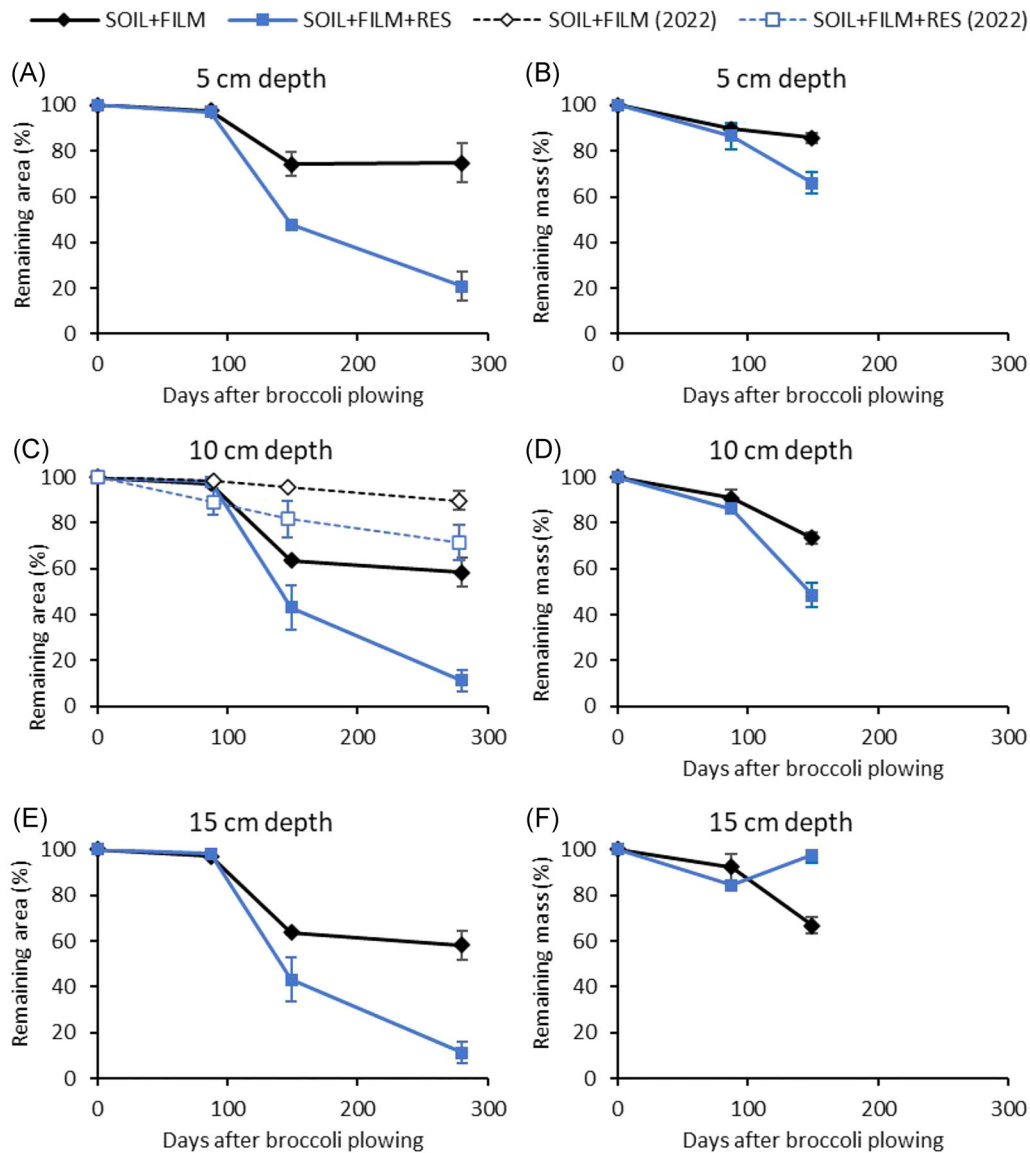 SOIL+FILM SOIL+FILM+RES SOIL+FILM (2022) SOIL+FILM+RES (2022)
(A) 5 cm depth
Remaining area (%)
100
80
60
40
20
0
0 100 200 300
Days after broccoli plowing
(B) 5 cm depth
Remaining mass (%)
100
80
60
40
20
0
0 100 200 300
Days after broccoli plowing
(C) 10 cm depth
Remaining area (%)
100
80
60
40
20
0
0 100 200 300
(D) 10 cm depth
Remaining mass (%)
100
80
60
40
20
0
0 100 200 300
Days after broccoli plowing
(E) 15 cm depth
Remaining area (%)
100
80
60
40
20
0
0 100 200 300
Days after broccoli plowing
(F) 15 cm depth
Remaining mass (%)
100
80
60
40
20
0
0 100 200 300
Days after broccoli plowing